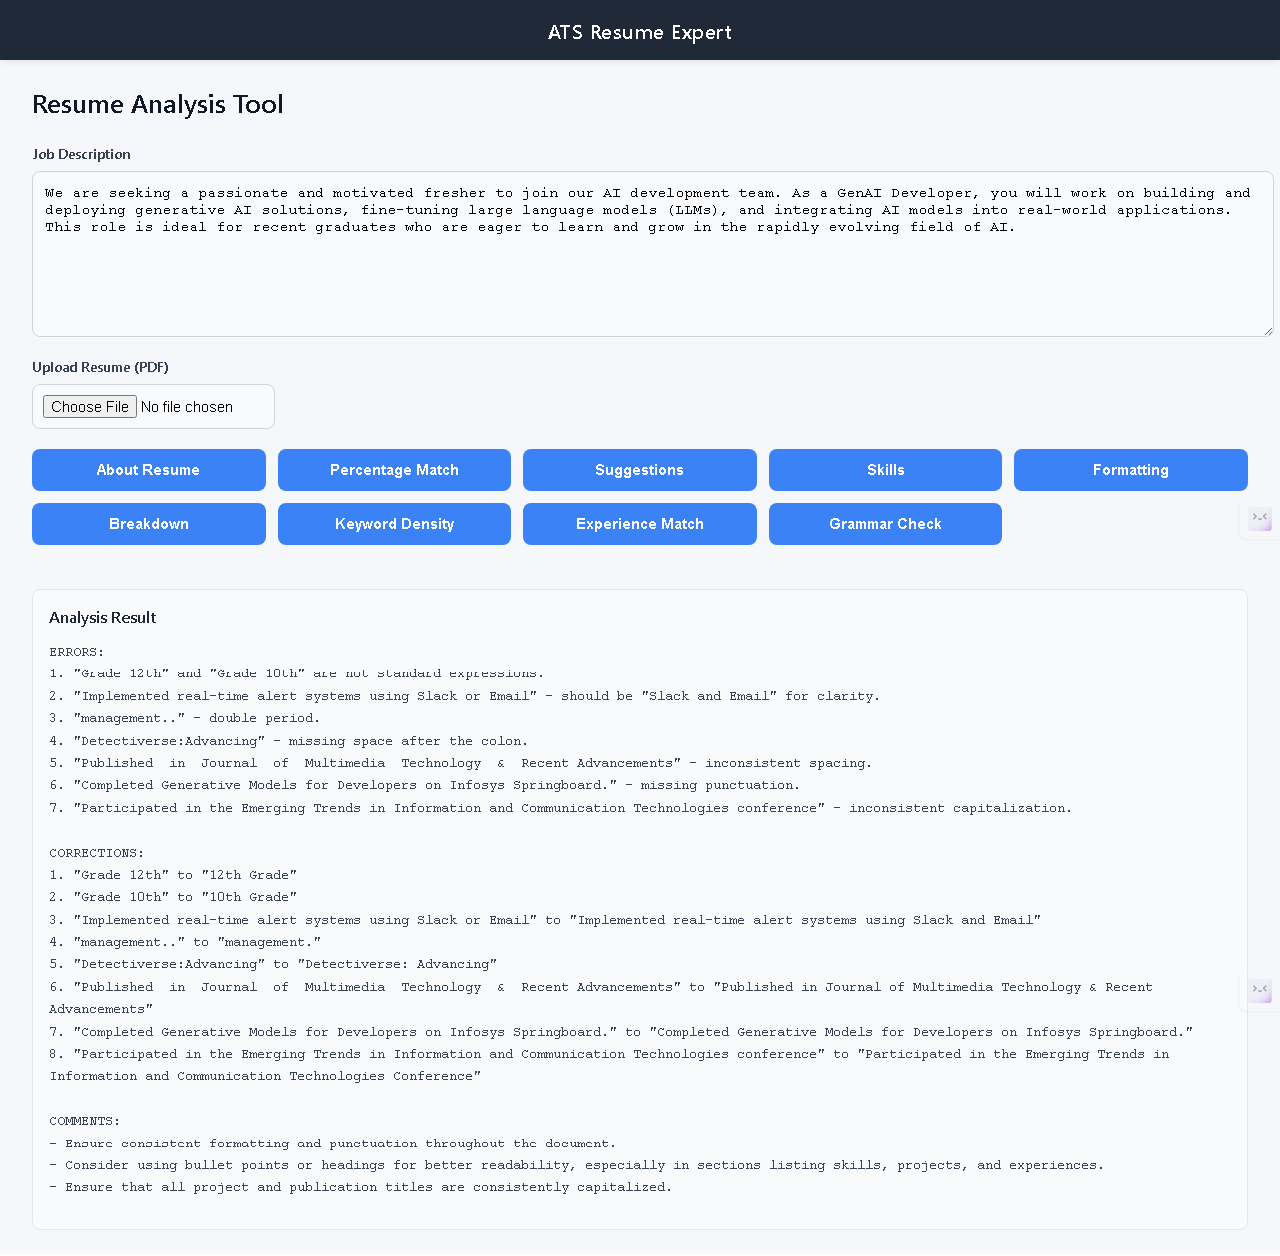 ATS Resume Expert
Resume Analysis Tool
Job Description
We are seeking a passionate and motivated fresher to join our AI development team. As a GenAI Developer, you will work on building and
deploying generative AI solutions, fine-tuning large language models (LLMs), and integrating AI models into real-world applications.
This role is ideal for recent graduates who are eager to learn and grow in the rapidly evolving field of AI.
Upload Resume (PDF)
Choose File No file chosen
About Resume Percentage Match Suggestions Skills Formatting
Breakdown Keyword Density Experience Match Grammar Check
Analysis Result
ERRORS:
1. "Grade 12th" and "Grade 10th" are not standard expressions.
2. "Implemented real-time alert systems using Slack or Email" - should be "Slack and Email" for clarity.
3. "management.." - double period.
4. "Detectiverse:Advancing" - missing space after the colon.
5. "Published  in  Journal  of  Multimedia  Technology  &  Recent Advancements" - inconsistent spacing.
6. "Completed Generative Models for Developers on Infosys Springboard." - missing punctuation.
7. "Participated in the Emerging Trends in Information and Communication Technologies conference" - inconsistent capitalization.
CORRECTIONS:
1. "Grade 12th" to "12th Grade"
2. "Grade 10th" to "10th Grade"
3. "Implemented real-time alert systems using Slack or Email" to "Implemented real-time alert systems using Slack and Email"
4. "management.." to "management."
5. "Detectiverse:Advancing" to "Detectiverse: Advancing"
6. "Published  in  Journal  of  Multimedia  Technology  &  Recent Advancements" to "Published in Journal of Multimedia Technology & Recent
Advancements"
7. "Completed Generative Models for Developers on Infosys Springboard." to "Completed Generative Models for Developers on Infosys Springboard."
8. "Participated in the Emerging Trends in Information and Communication Technologies conference" to "Participated in the Emerging Trends in
Information and Communication Technologies Conference"
COMMENTS:
- Ensure consistent formatting and punctuation throughout the document.
- Consider using bullet points or headings for better readability, especially in sections listing skills, projects, and experiences.
- Ensure that all project and publication titles are consistently capitalized.